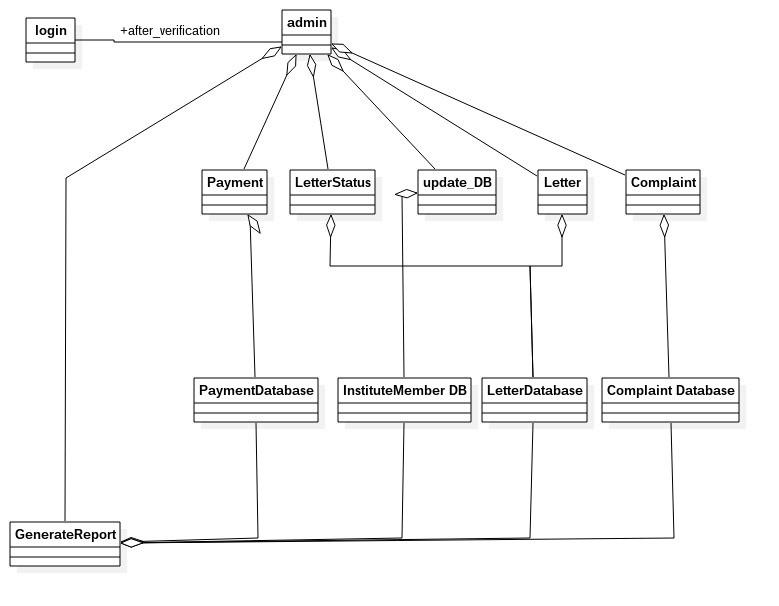 login
+after_verification
admin
Payment
LetterStatus
update_DB
Letter
Complaint
PaymentDatabase
InstituteMember DB
LetterDatabase
Complaint Database
GenerateReport